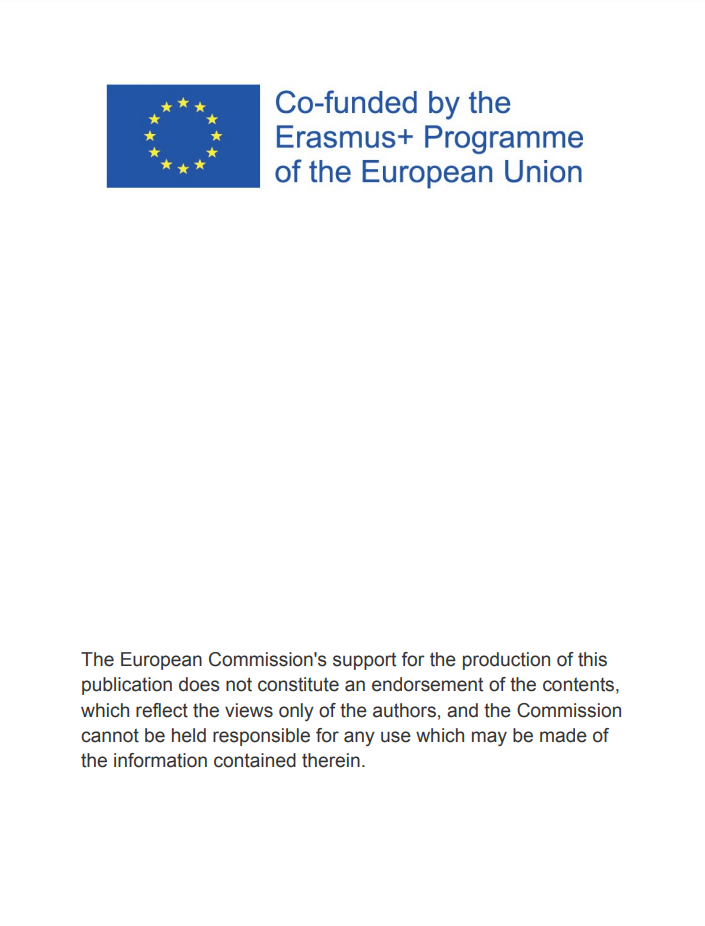 Co-funded by the
Erasmus+ Programme
of the European Union
The European Commission's support for the production of this
publication does not constitute an endorsement of the contents,
which reflect the views only of the authors, and the Commission
cannot be held responsible for any use which may be made of
the information contained therein.